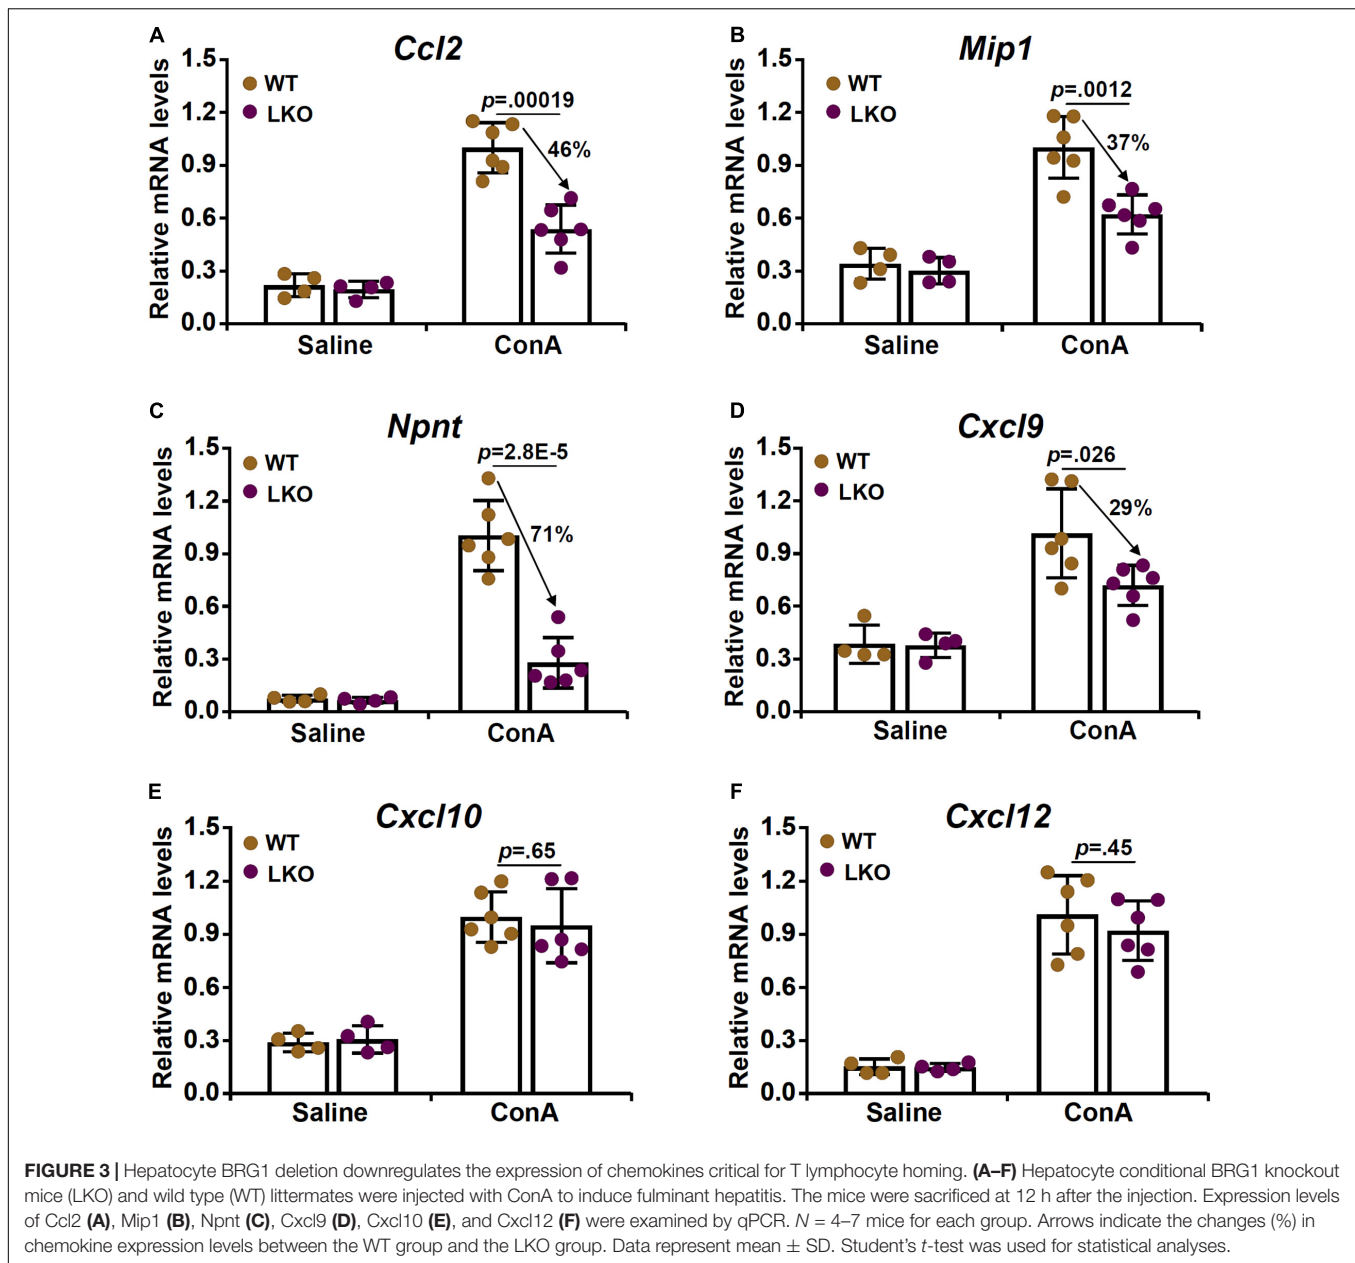 A
Ccl2
Relative mRNA levels
1.5
1.2
0.9
0.6
0.3
0.0
WT
LKO
p=.00019
46%
Saline
ConA
B
Mip1
Relative mRNA levels
1.5
1.2
0.9
0.6
0.3
0.0
WT
LKO
p=.0012
37%
Saline
ConA
C
Npnt
Relative mRNA levels
1.5
1.2
0.9
0.6
0.3
0.0
WT
LKO
p=2.8E-5
71%
Saline
ConA
D
Cxcl9
Relative mRNA levels
1.5
1.2
0.9
0.6
0.3
0.0
WT
LKO
p=.026
29%
Saline
ConA
E
Cxcl10
Relative mRNA levels
1.5
1.2
0.9
0.6
0.3
0.0
WT
LKO
p=.65
Saline
ConA
F
Cxcl12
Relative mRNA levels
1.5
1.2
0.9
0.6
0.3
0.0
WT
LKO
p=.45
Saline
ConA
FIGURE 3 | Hepatocyte BRG1 deletion downregulates the expression of chemokines critical for T lymphocyte homing. (A–F) Hepatocyte conditional BRG1 knockout
mice (LKO) and wild type (WT) littermates were injected with ConA to induce fulminant hepatitis. The mice were sacrificed at 12 h after the injection. Expression levels
of Ccl2 (A), Mip1 (B), Npnt (C), Cxcl9 (D), Cxcl10 (E), and Cxcl12 (F) were examined by qPCR. N = 4–7 mice for each group. Arrows indicate the changes (%) in
chemokine expression levels between the WT group and the LKO group. Data represent mean ± SD. Student's t-test was used for statistical analyses.